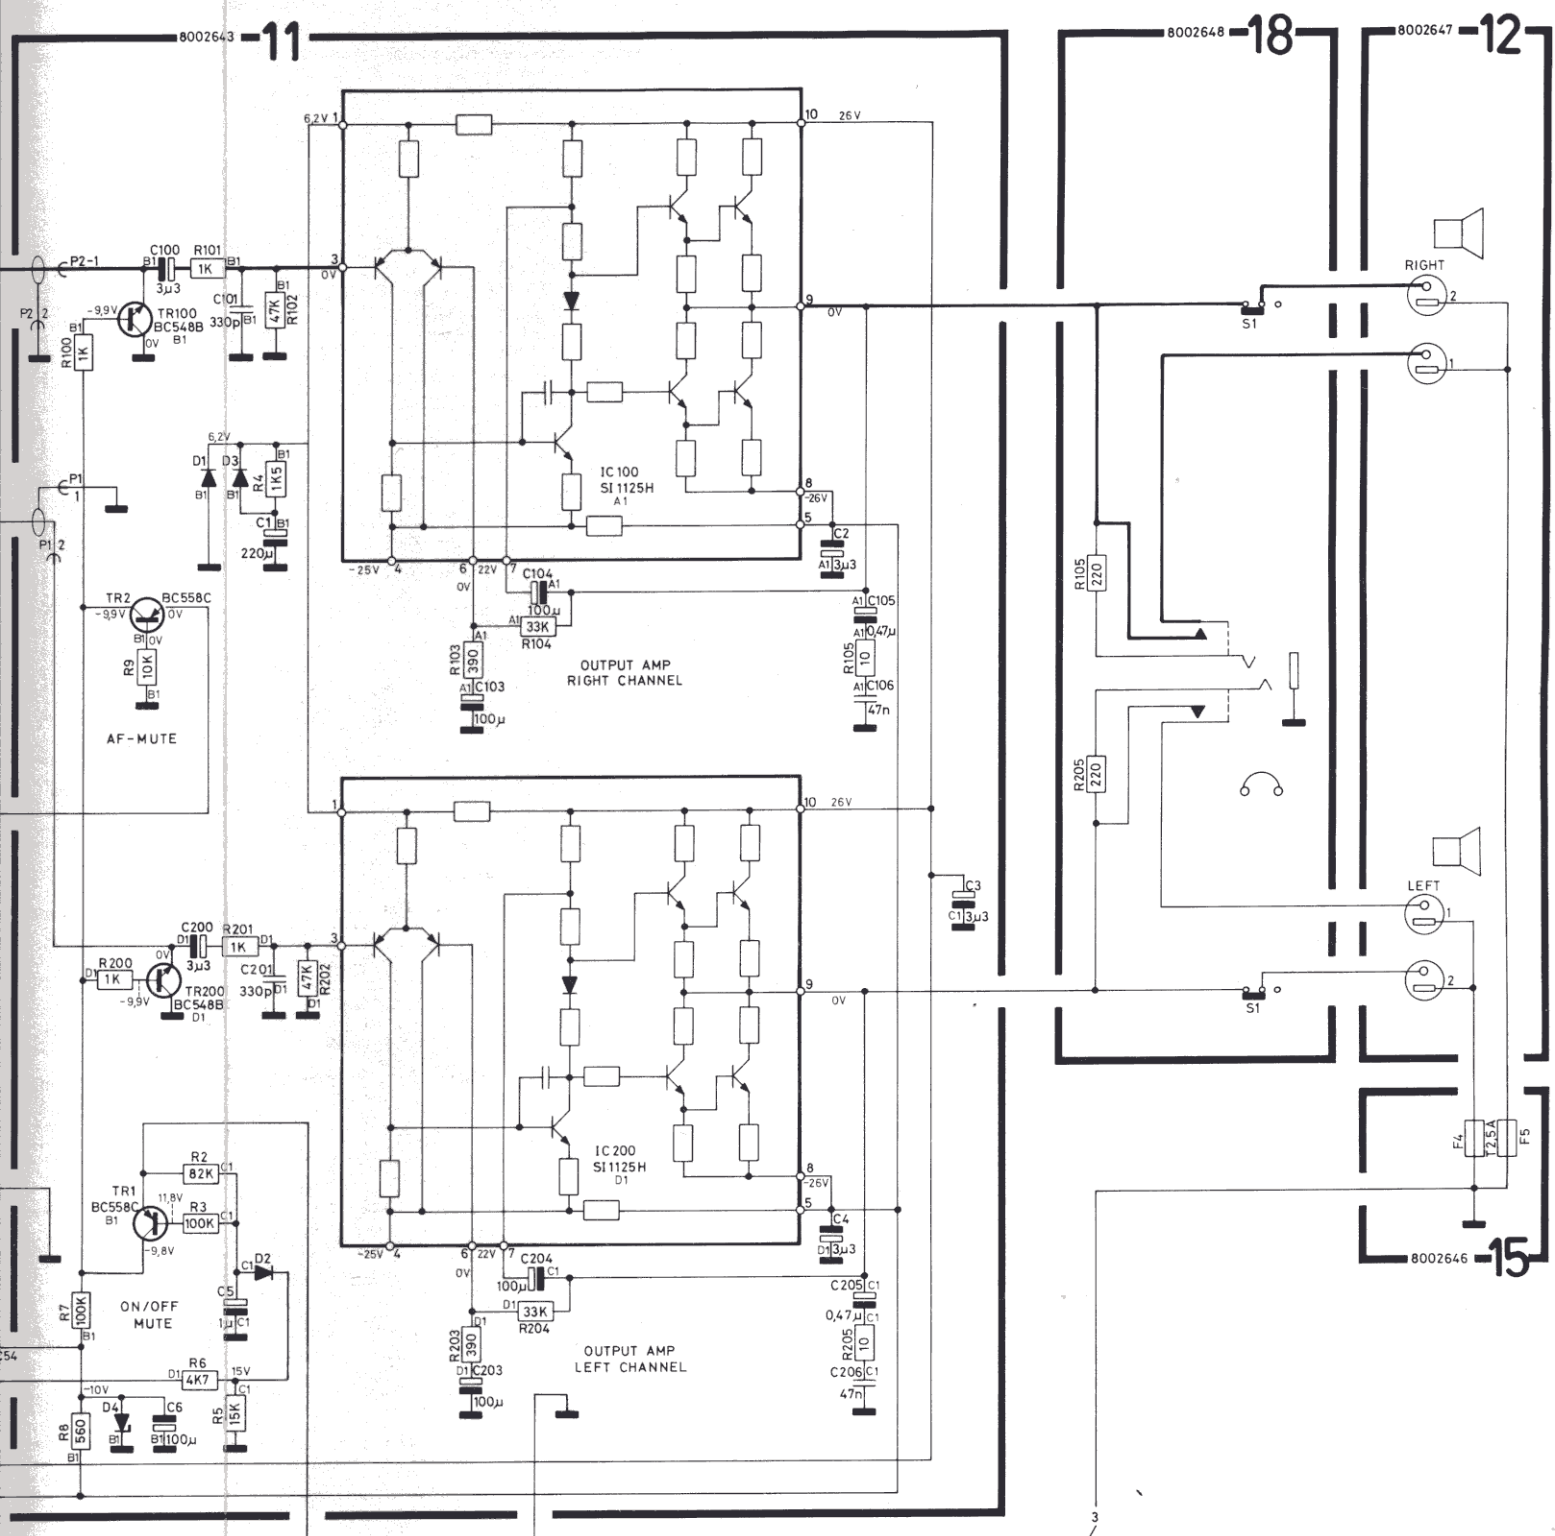 8002643 11
8002648 18
8002647 12
6,2V 1
10 26V
P2-1
B1
C100
3µ3
R101
1K
B1
3
0V
P2 2
-9,9V
TR100
BC548B
B1
0V
B1
R100
1K
C101
330p
B1
B1
47K
R102
9
0V
S1
RIGHT
2
1
6,2V
D1
B1
D3
B1
B1
R4
1K5
C1
B1
220µ
P1
1
P1 2
IC100
SI1125H
A1
8
-26V
5
C2
A1
3µ3
-25V 4
6
0V
22V 7
C104
A1
100µ
A1
33K
R104
TR2
BC558C
-9,9V
0V
B1
0V
R9
10K
B1
AF-MUTE
A1
R103
390
A1
C103
100µ
OUTPUT AMP
RIGHT CHANNEL
A1
C105
0,47µ
A1
R105
10
A1
C106
47n
R105
220
R205
220
1
10 26V
C3
C1
3µ3
LEFT
1
2
C200
D1
3µ3
R201
1K
D1
3
R200
D1
1K
-9,9V
0V
TR200
BC548B
D1
C201
330p
D1
47K
R202
D1
9
0V
S1
IC200
SI1125H
D1
8
-26V
5
C4
D1
3µ3
R2
82K
C1
TR1
BC558C
B1
11,8V
R3
100K
C1
-9,8V
C1
D2
C5
1µ
C1
ON/OFF
MUTE
R7
100K
B1
C54
R6
D1
4K7
15V
C1
R5
15K
-10V
D4
B1
C6
B1
100µ
R8
560
B1
-25V 4
6
0V
22V 7
C204
C1
100µ
D1
33K
R204
D1
R203
390
D1
C203
100µ
OUTPUT AMP
LEFT CHANNEL
C205
C1
0,47µ
C1
R205
10
C206
C1
47n
F4
T2,5A
F5
8002646 15
3